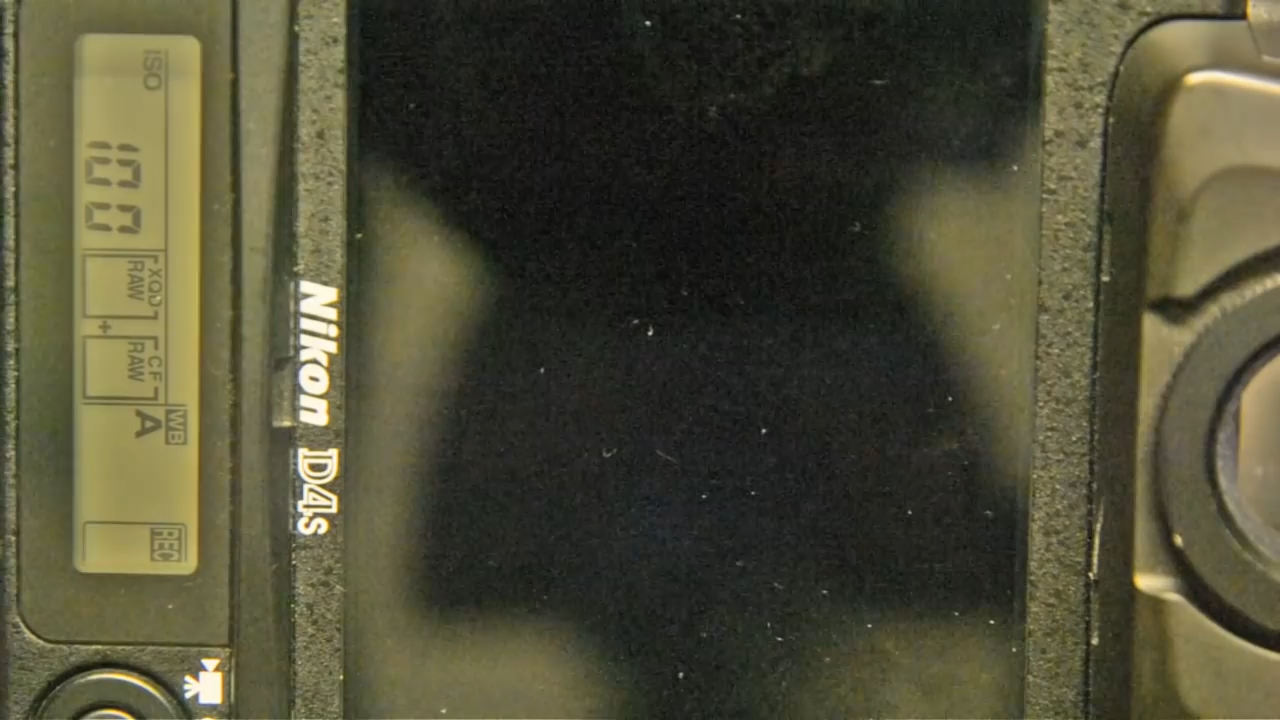 Nikon D4s
ISO
100
XQD
RAW
+
CF
RAW
WB
A
REC